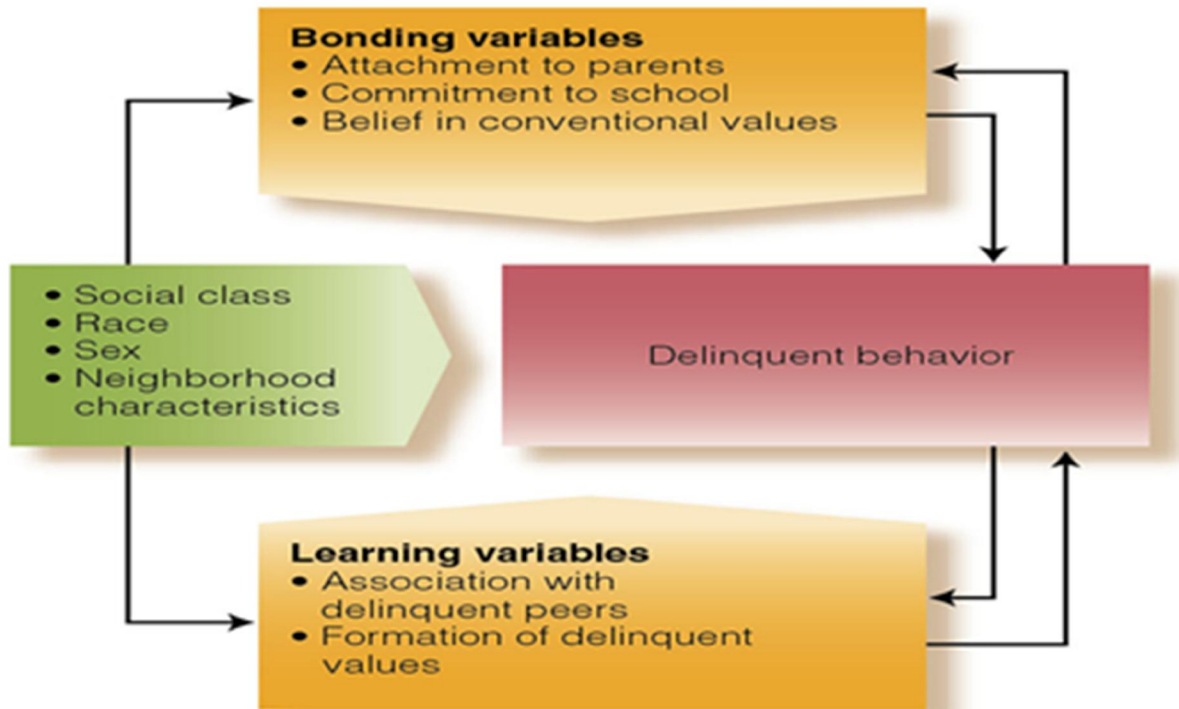 Bonding variables
• Attachment to parents
• Commitment to school
• Belief in conventional values
• Social class
• Race
• Sex
• Neighborhood
characteristics
Delinquent behavior
Learning variables
• Association with
delinquent peers
• Formation of delinquent
values